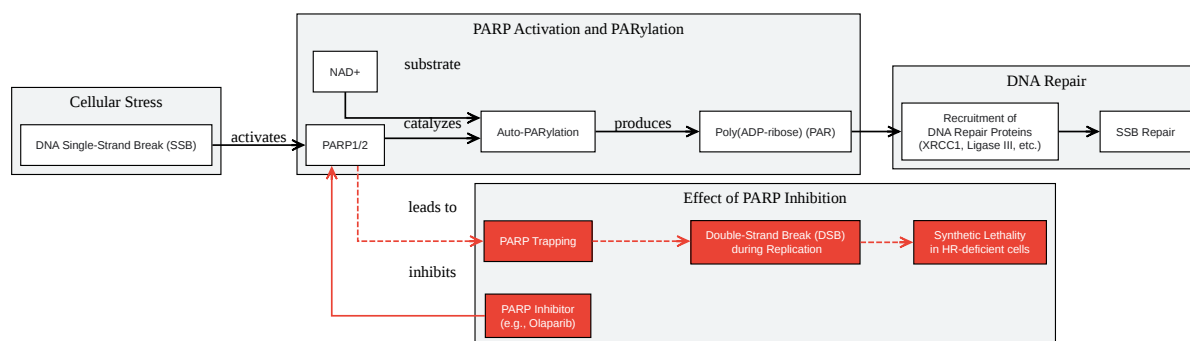 PARP Activation and PARylation
NAD+
substrate
Cellular Stress
DNA Single-Strand Break (SSB)
activates
PARP1/2
catalyzes
Auto-PARylation
produces
Poly(ADP-ribose) (PAR)
DNA Repair
Recruitment of
DNA Repair Proteins
(XRCC1, Ligase III, etc.)
SSB Repair
Effect of PARP Inhibition
leads to
PARP Trapping
Double-Strand Break (DSB)
during Replication
Synthetic Lethality
in HR-deficient cells
inhibits
PARP Inhibitor
(e.g., Olaparib)